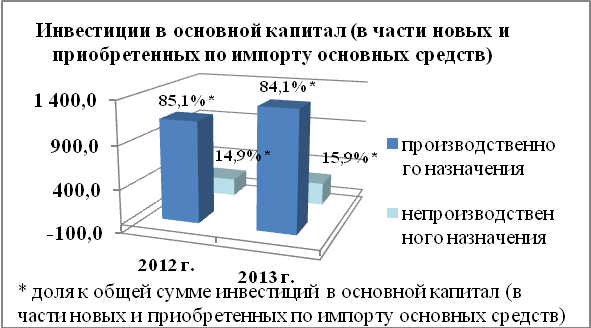 Инвестиции в основной капитал (в части новых и
приобретенных по импорту основных средств)
1 400,0
900,0
400,0
-100,0
85,1%*
14,9%*
84,1%*
15,9%*
2012 г.
2013 г.
производственно
го назначения
непроизводствен
ного назначения
* доля к общей сумме инвестиций в основной капитал (в
части новых и приобретенных по импорту основных средств)